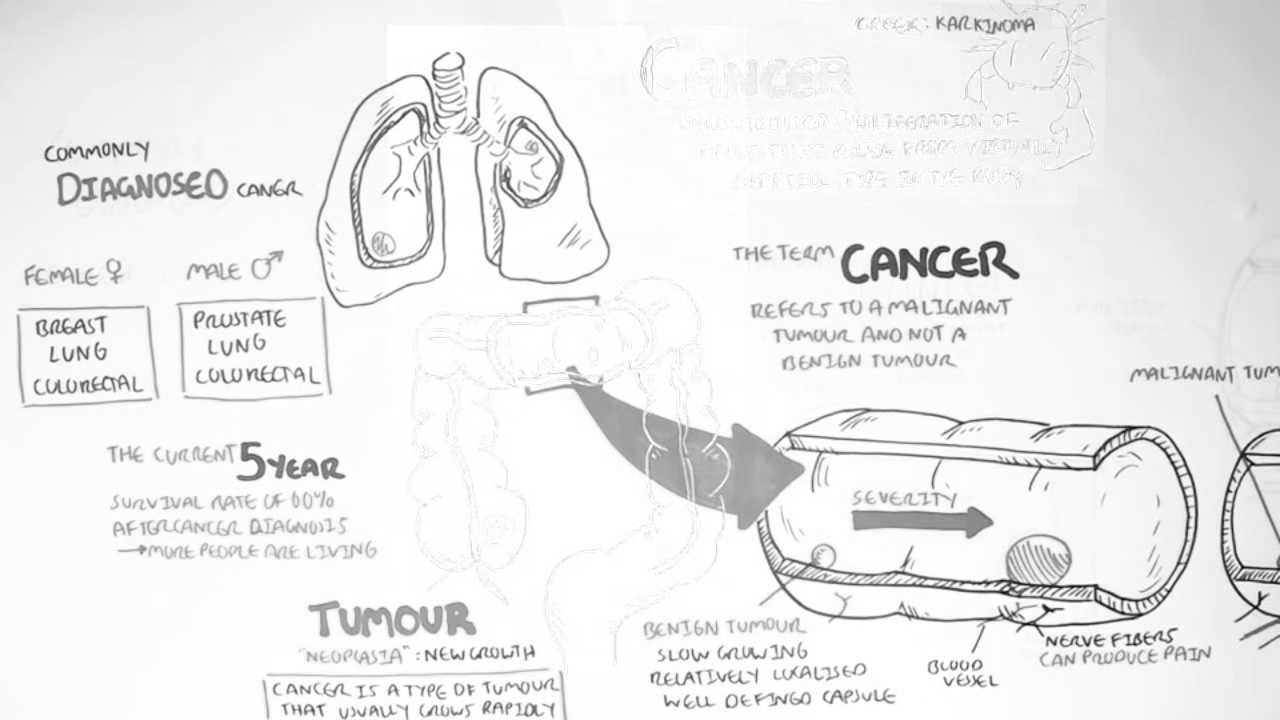 GREEK: KARKINOMA
CANCER
UNCONTROLLED PROLIFERATION OF
CELLS THAT ARISE FROM VIRTUALLY
ANY CELL TYPE IN THE BODY
COMMONLY
DIAGNOSED CANER
FEMALE ♀
MALE ♂
BREAST
LUNG
COLORECTAL
PROSTATE
LUNG
COLORECTAL
THE CURRENT 5 YEAR
SURVIVAL RATE OF 60%
AFTER CANCER DIAGNOSIS
→ MORE PEOPLE ARE LIVING
TUMOUR
"NEOPLASIA": NEW GROWTH
CANCER IS A TYPE OF TUMOUR
THAT USUALLY GROWS RAPIDLY
THE TERM CANCER
REFERS TO A MALIGNANT
TUMOUR AND NOT A
BENIGN TUMOUR
MALIGNANT TUM
SEVERITY
BENIGN TUMOUR
SLOW GROWING
RELATIVELY LOCALISED
WELL DEFINGD CAPSULE
BLOOD
VESSEL
NERVE FIBERS
CAN PRODUCE PAIN